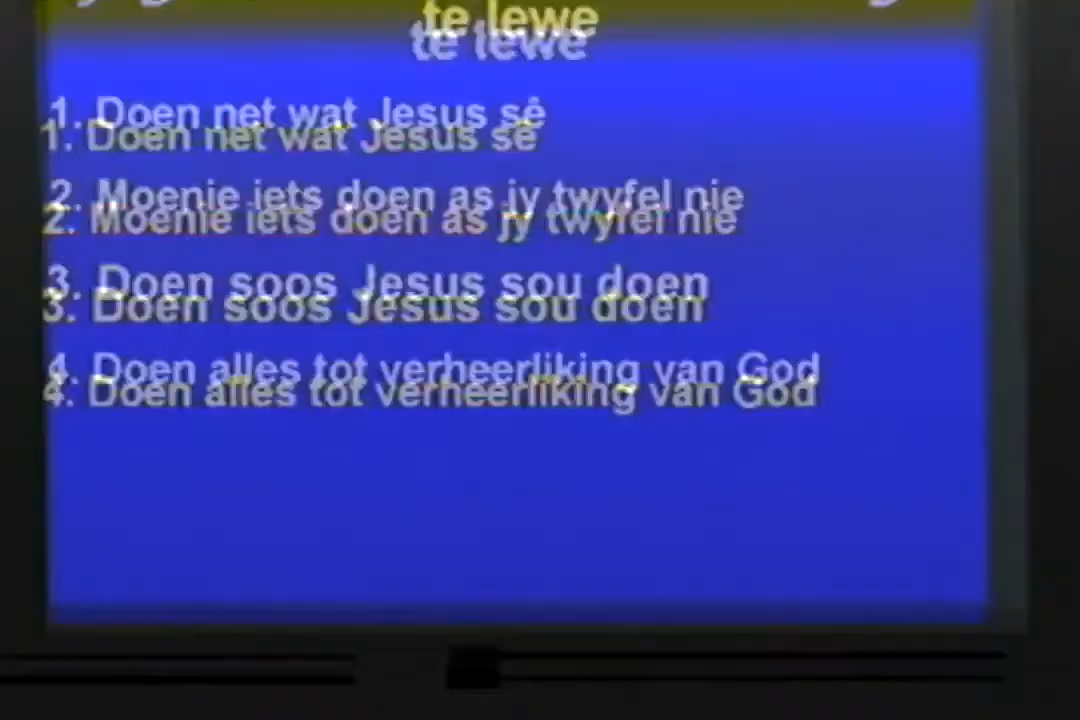 te lewe
1. Doen net wat Jesus sê
2. Moenie iets doen as jy twyfel nie
3. Doen soos Jesus sou doen
4. Doen alles tot verheerliking van God